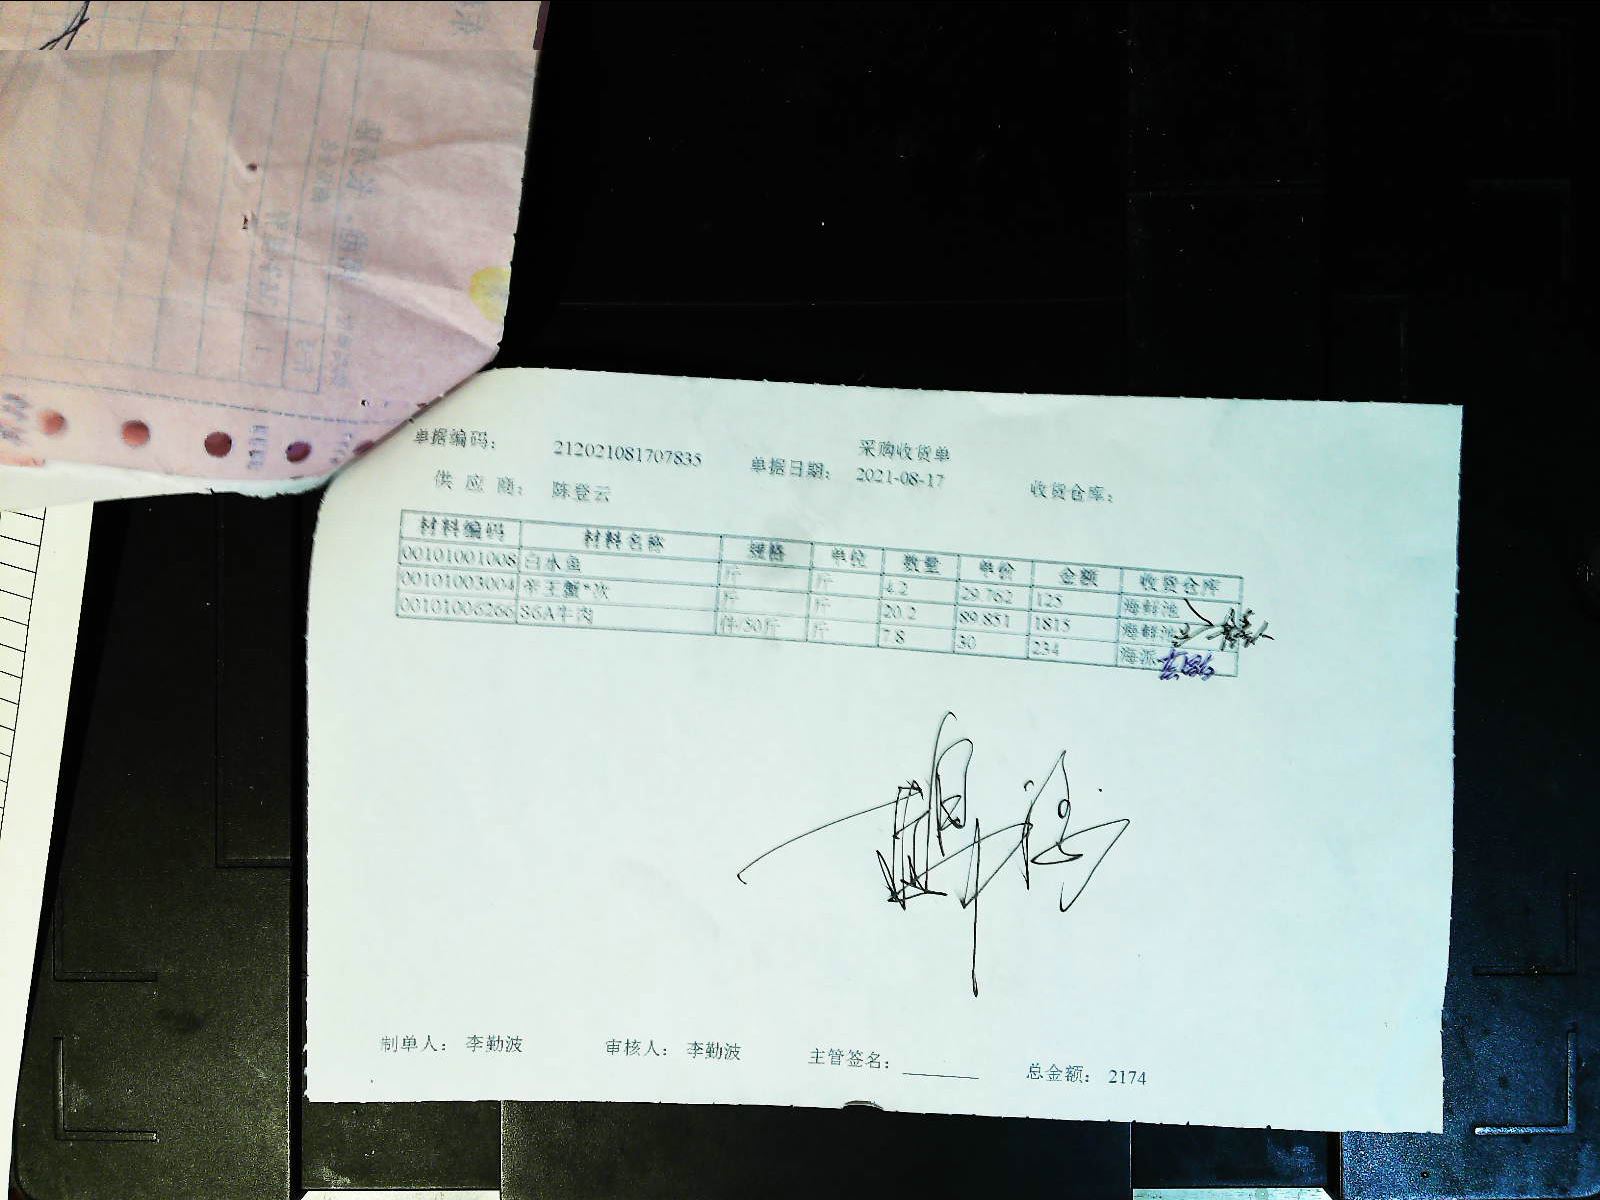 采购收货单
单据编码： 212021081707835 单据日期： 2021-08-17 收货仓库：
供 应 商： 陈登云
材料编码 材料名称 规格 单位 数量 单价 金额 收货仓库
00101001008 白水鱼 斤 斤 4.2 29.762 125 海鲜池
00101003004 帝王蟹*次 斤 斤 20.2 89.851 1815 海鲜池
00101006266 S6A牛肉 件/50斤 斤 7.8 30 234 海派
制单人： 李勤波 审核人： 李勤波 主管签名： 总金额： 2174